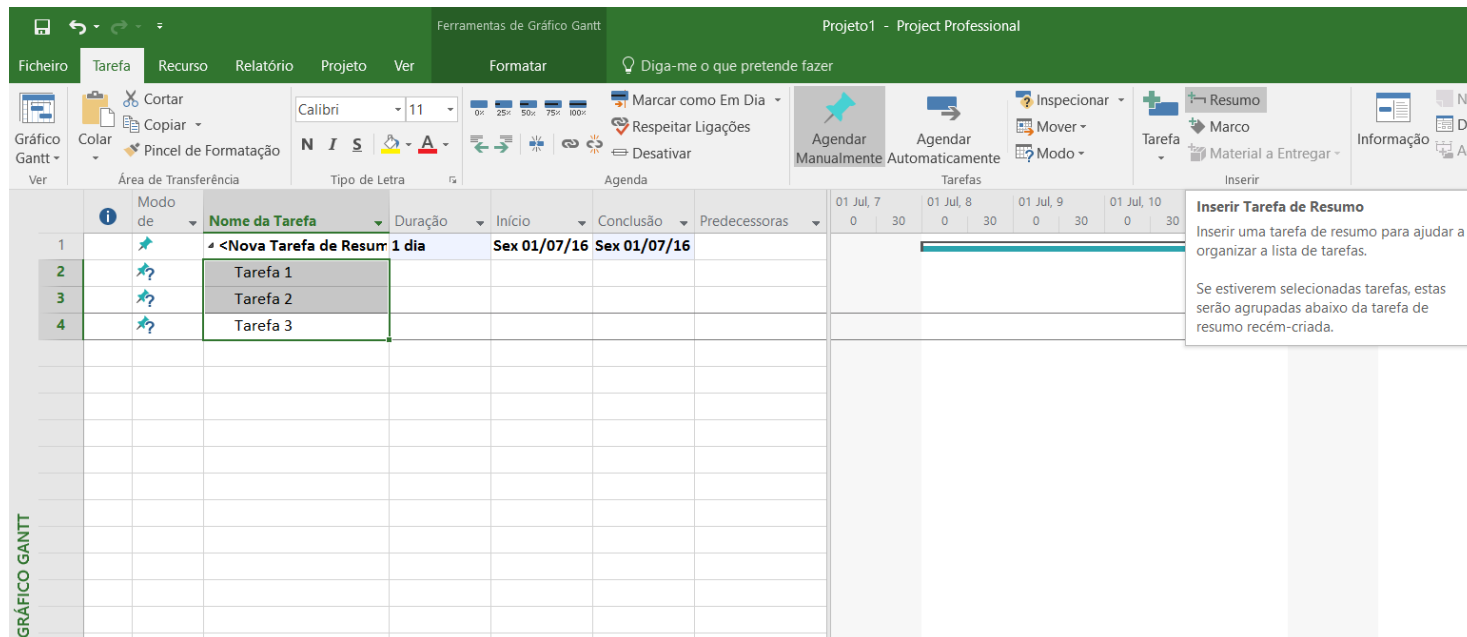 Ferramentas de Gráfico Gantt
Projeto1 - Project Professional
Ficheiro Tarefa Recurso Relatório Projeto Ver Formatar Diga-me o que pretende fazer
Gráfico Gantt
Ver
Colar
Cortar
Copiar
Pincel de Formatação
Área de Transferência
Calibri 11
N I S A
Tipo de Letra
0× 25× 50× 75× 100×
Marcar como Em Dia
Respeitar Ligações
Desativar
Agenda
Agendar Manualmente
Agendar Automaticamente
Inspecionar
Mover
Modo
Tarefas
Tarefa
Resumo
Marco
Material a Entregar
Inserir
Informação
N
D
A
Modo de Nome da Tarefa Duração Início Conclusão Predecessoras
01 Jul, 7 01 Jul, 8 01 Jul, 9 01 Jul, 10
0 30 0 30 0 30 0 30
1 <Nova Tarefa de Resum 1 dia Sex 01/07/16 Sex 01/07/16
2 Tarefa 1
3 Tarefa 2
4 Tarefa 3
Inserir Tarefa de Resumo
Inserir uma tarefa de resumo para ajudar a
organizar a lista de tarefas.
Se estiverem selecionadas tarefas, estas
serão agrupadas abaixo da tarefa de
resumo recém-criada.
GRÁFICO GANTT